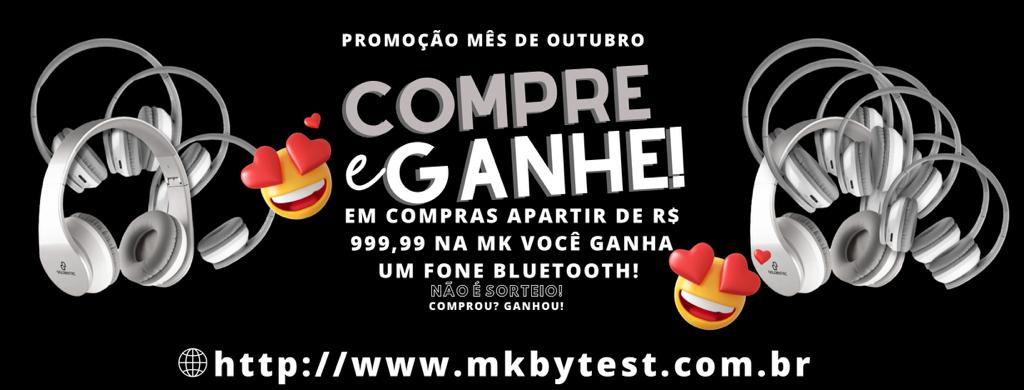 PROMOÇÃO MÊS DE OUTUBRO
COMPRE
e GANHE!
EM COMPRAS APARTIR DE R$
999,99 NA MK VOCÊ GANHA
UM FONE BLUETOOTH!
NÃO É SORTEIO!
COMPROU? GANHOU!
http://www.mkbytest.com.br